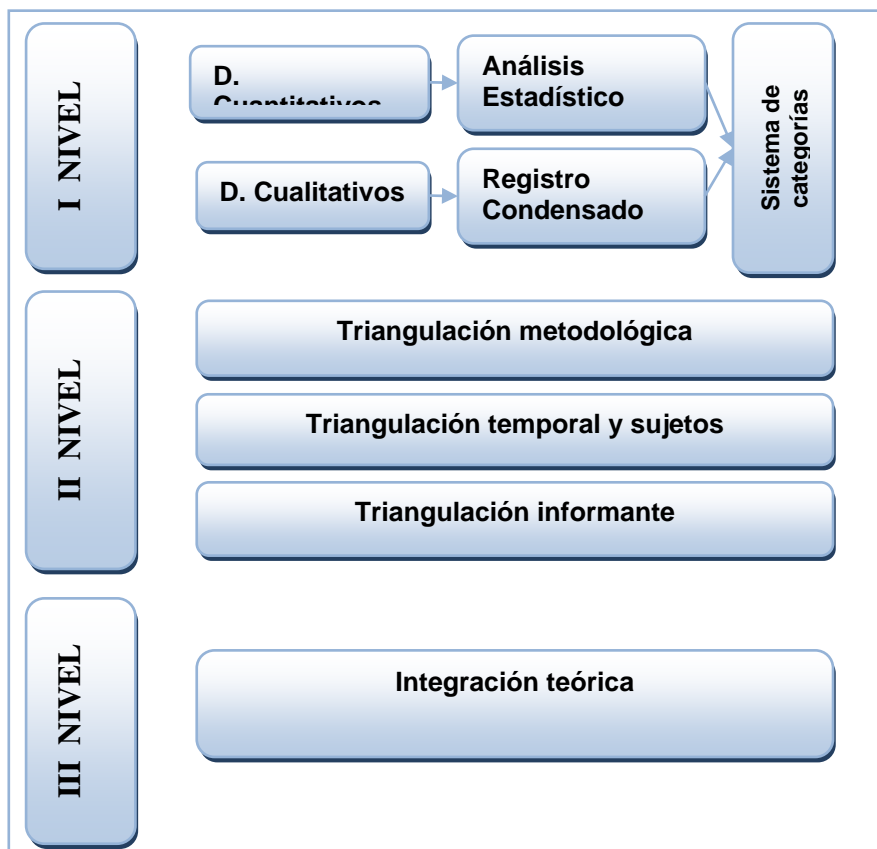 I NIVEL
D.
Cuantitativos
Análisis
Estadístico
D. Cualitativos
Registro
Condensado
Sistema de
categorías
II NIVEL
Triangulación metodológica
Triangulación temporal y sujetos
Triangulación informante
III NIVEL
Integración teórica